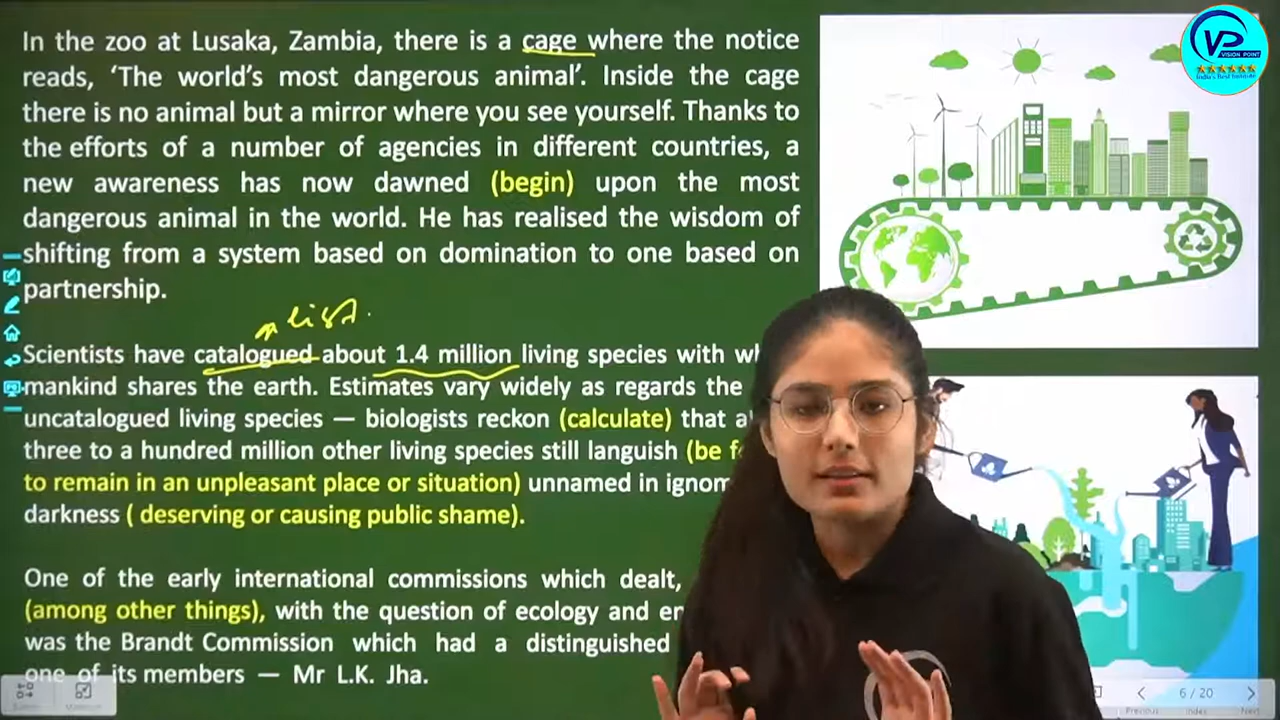 In the zoo at Lusaka, Zambia, there is a cage where the notice
reads, ‘The world’s most dangerous animal’. Inside the cage
there is no animal but a mirror where you see yourself. Thanks to
the efforts of a number of agencies in different countries, a
new awareness has now dawned (begin) upon the most
dangerous animal in the world. He has realised the wisdom of
shifting from a system based on domination to one based on
partnership.
list.
Scientists have catalogued about 1.4 million living species with
mankind shares the earth. Estimates vary widely as regards the
uncatalogued living species — biologists reckon (calculate) that
three to a hundred million other living species still languish (be
to remain in an unpleasant place or situation) unnamed in
darkness ( deserving or causing public shame).
One of the early international commissions which dealt,
(among other things), with the question of ecology and
was the Brandt Commission which had a distinguished
one of its members — Mr L.K. Jha.
VP
VISION POINT
India's Best Institute
6 / 20
Previous
Index
Next